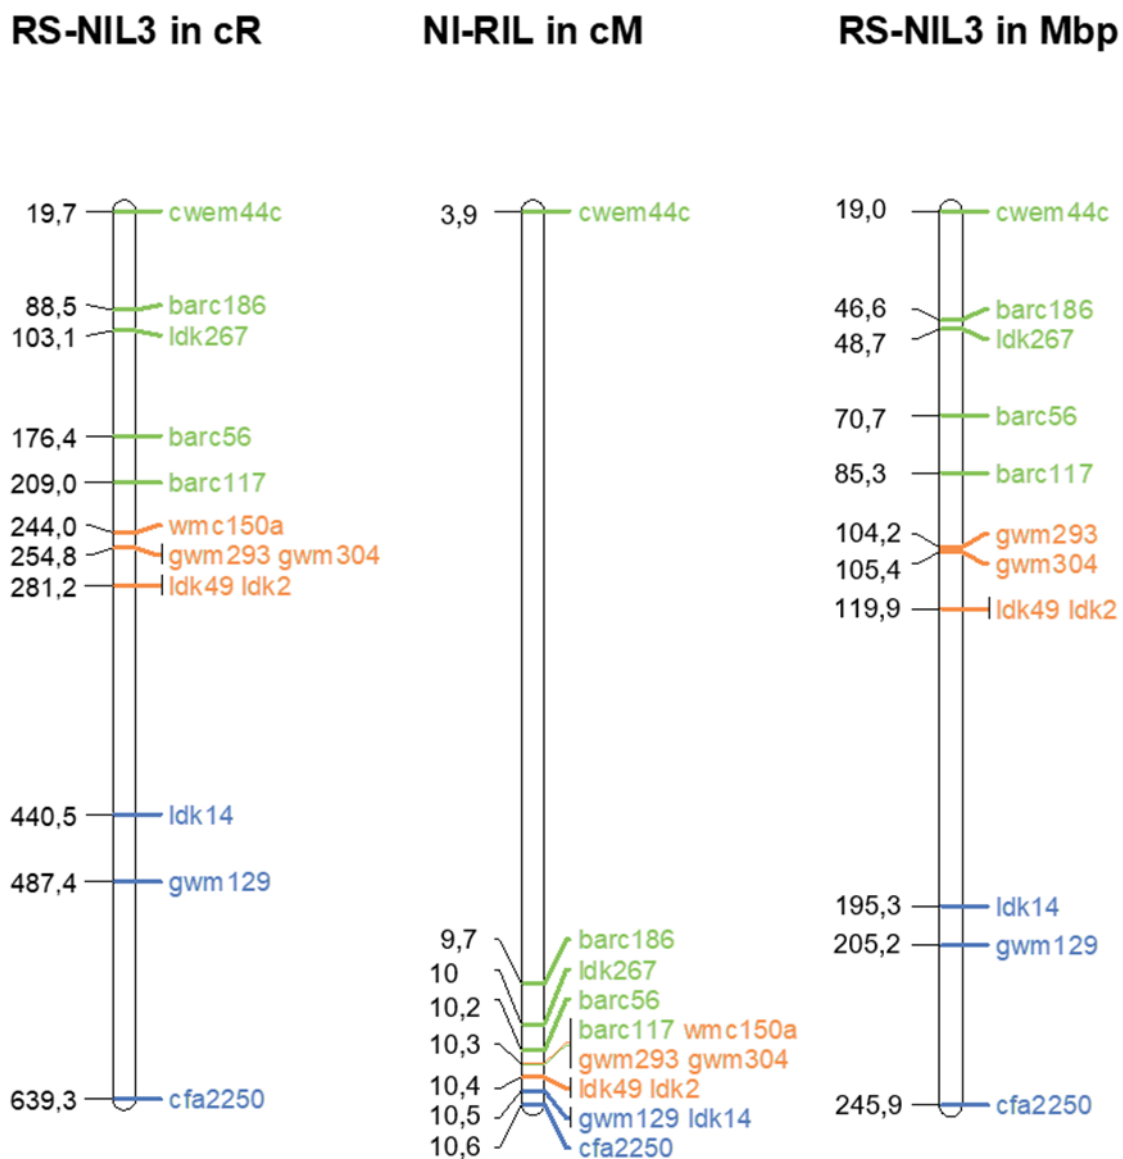 RS-NIL3 in cR
19,7 cwem44c
88,5 barc186
103,1 ldk267
176,4 barc56
209,0 barc117
244,0 wmc150a
254,8 gwm293 gwm304
281,2 ldk49 ldk2
440,5 ldk14
487,4 gwm129
639,3 cfa2250
NI-RIL in cM
3,9 cwem44c
9,7 barc186
10 ldk267
10,2 barc56
barc117 wmc150a
10,3 gwm293 gwm304
10,4 ldk49 ldk2
10,5 gwm129 ldk14
10,6 cfa2250
RS-NIL3 in Mbp
19,0 cwem44c
46,6 barc186
48,7 ldk267
70,7 barc56
85,3 barc117
104,2 gwm293
105,4 gwm304
119,9 ldk49 ldk2
195,3 ldk14
205,2 gwm129
245,9 cfa2250